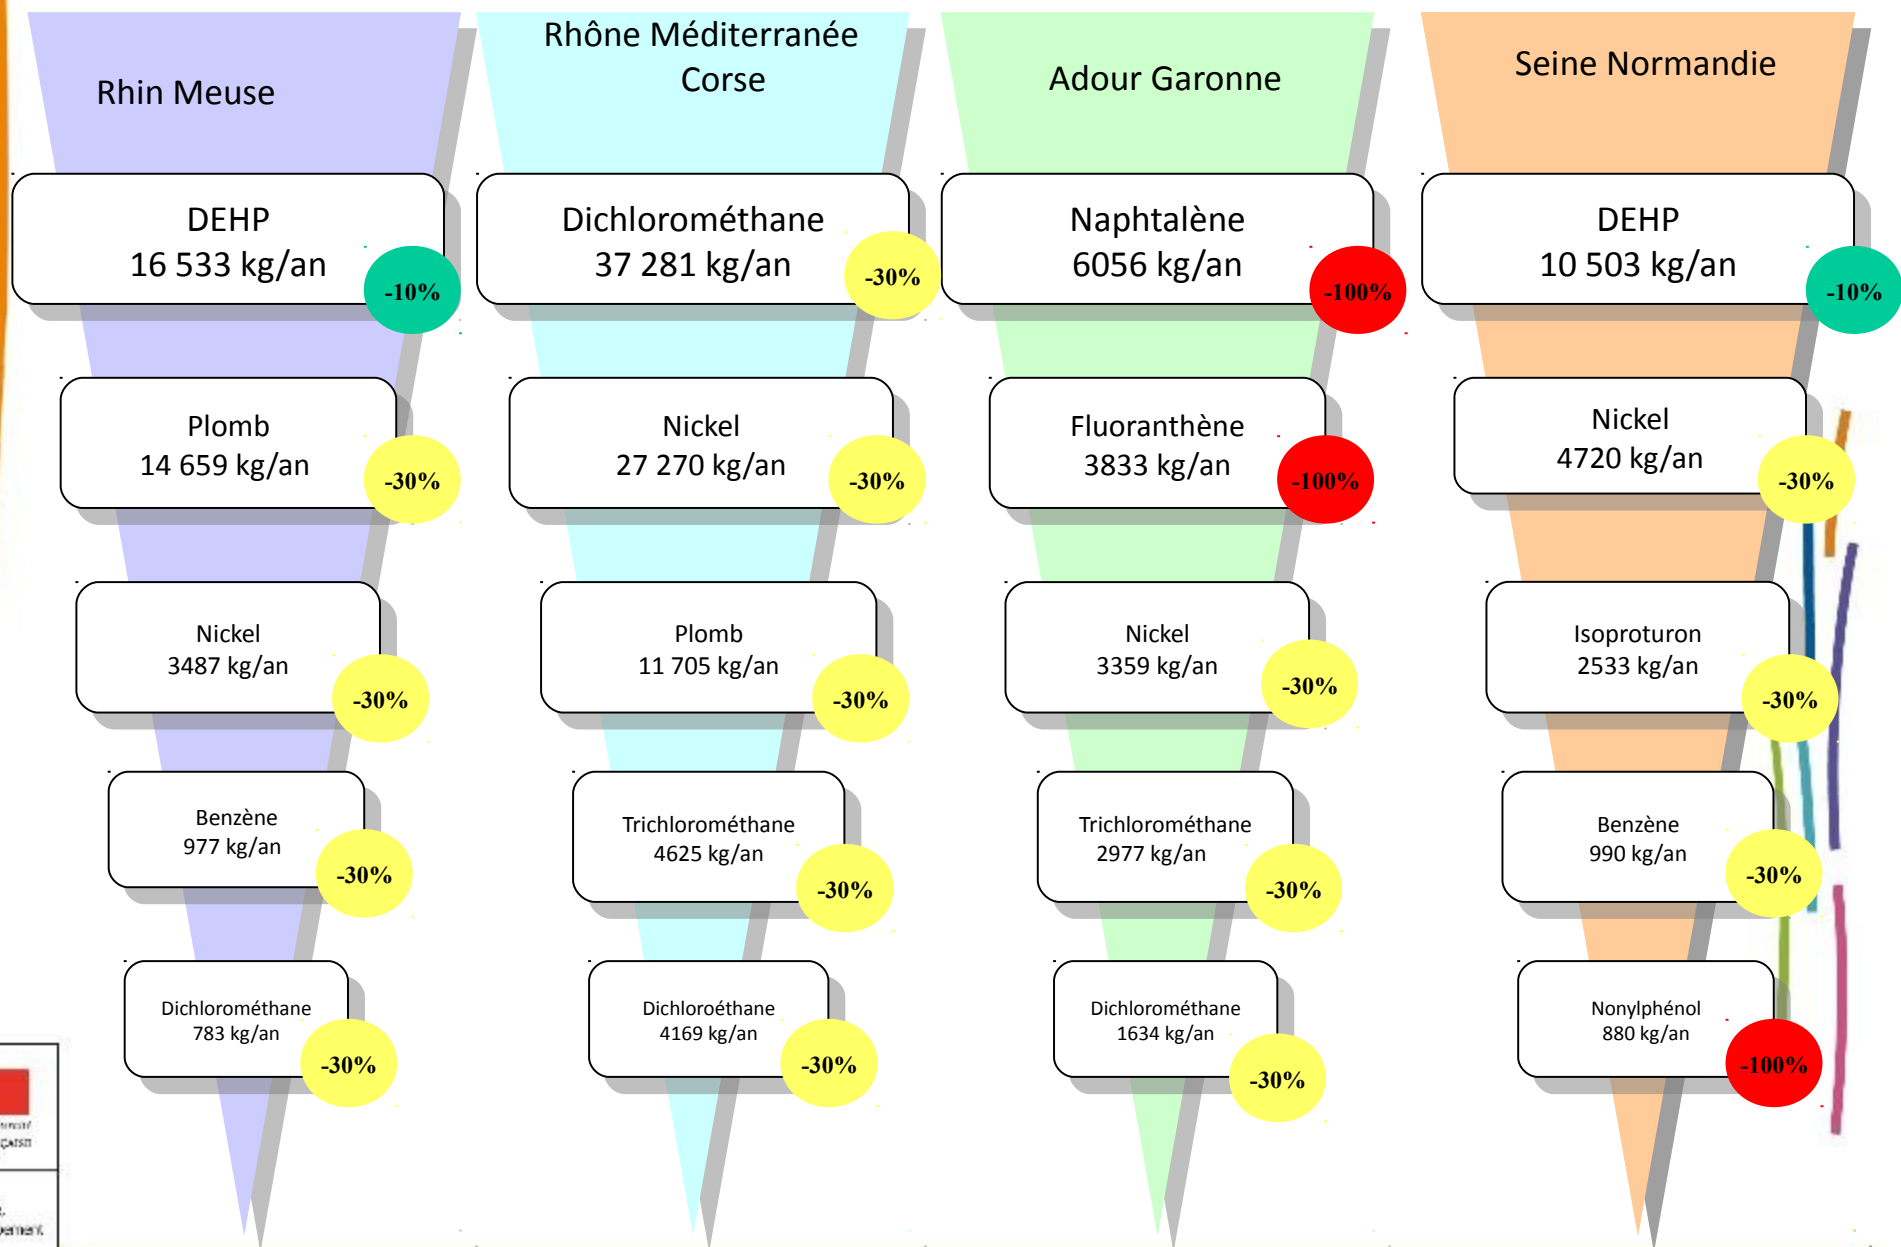 Rhin Meuse
DEHP
16 533 kg/an
-10%
Plomb
14 659 kg/an
-30%
Nickel
3487 kg/an
-30%
Benzène
977 kg/an
-30%
Dichlorométhane
783 kg/an
-30%
Rhône Méditerranée
Corse
Dichlorométhane
37 281 kg/an
-30%
Nickel
27 270 kg/an
-30%
Plomb
11 705 kg/an
-30%
Trichlorométhane
4625 kg/an
-30%
Dichloroéthane
4169 kg/an
-30%
Adour Garonne
Naphtalène
6056 kg/an
-100%
Fluoranthène
3833 kg/an
-100%
Nickel
3359 kg/an
-30%
Trichlorométhane
2977 kg/an
-30%
Dichlorométhane
1634 kg/an
-30%
Seine Normandie
DEHP
10 503 kg/an
-10%
Nickel
4720 kg/an
-30%
Isoproturon
2533 kg/an
-30%
Benzène
990 kg/an
-30%
Nonylphénol
880 kg/an
-100%